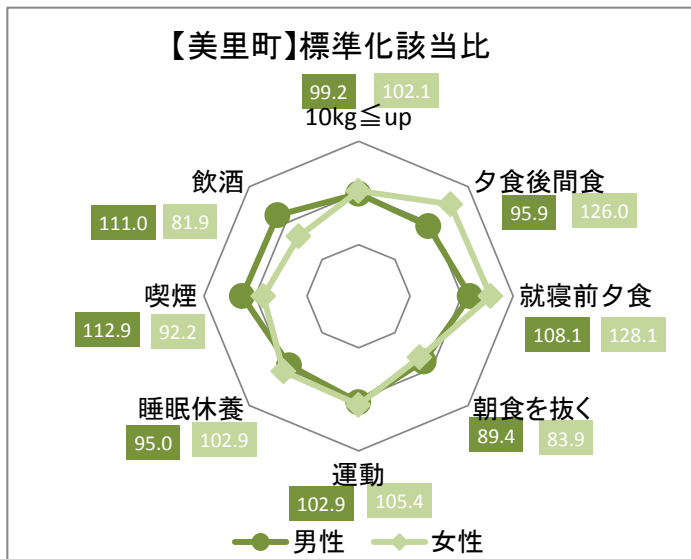 【美里町】標準化該当比
99.2 102.1
10kg≦up
夕食後間食
95.9 126.0
就寝前夕食
108.1 128.1
朝食を抜く
89.4 83.9
運動
102.9 105.4
睡眠休養
95.0 102.9
喫煙
112.9 92.2
飲酒
111.0 81.9
男性 女性